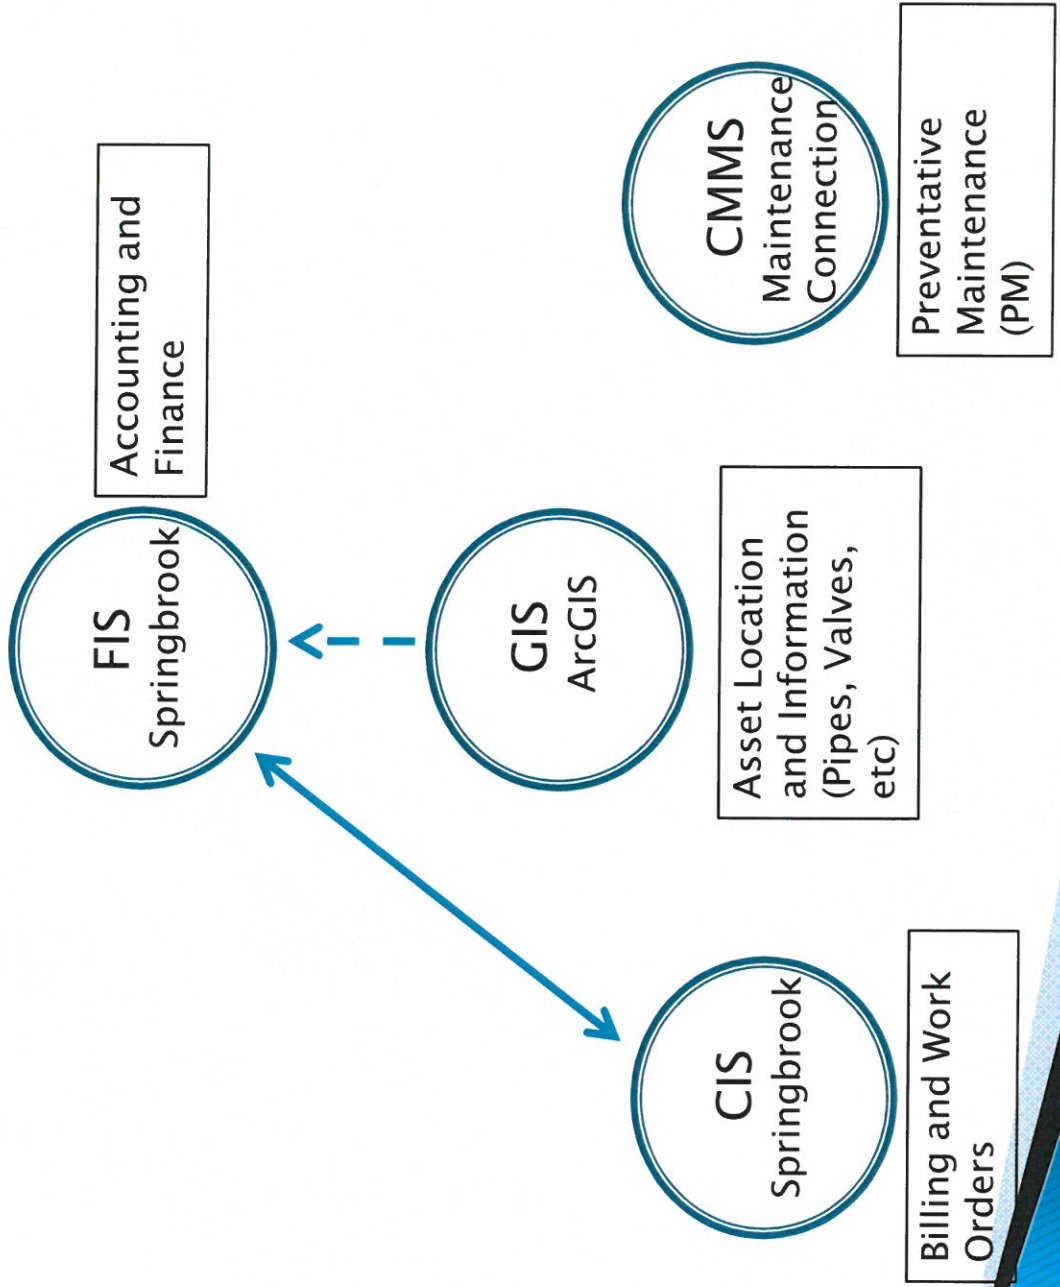 FIS
Springbrook
Accounting and
Finance
GIS
ArcGIS
Asset Location
and Information
(Pipes, Valves,
etc)
CIS
Springbrook
Billing and Work
Orders
CMMS
Maintenance
Connection
Preventative
Maintenance
(PM)